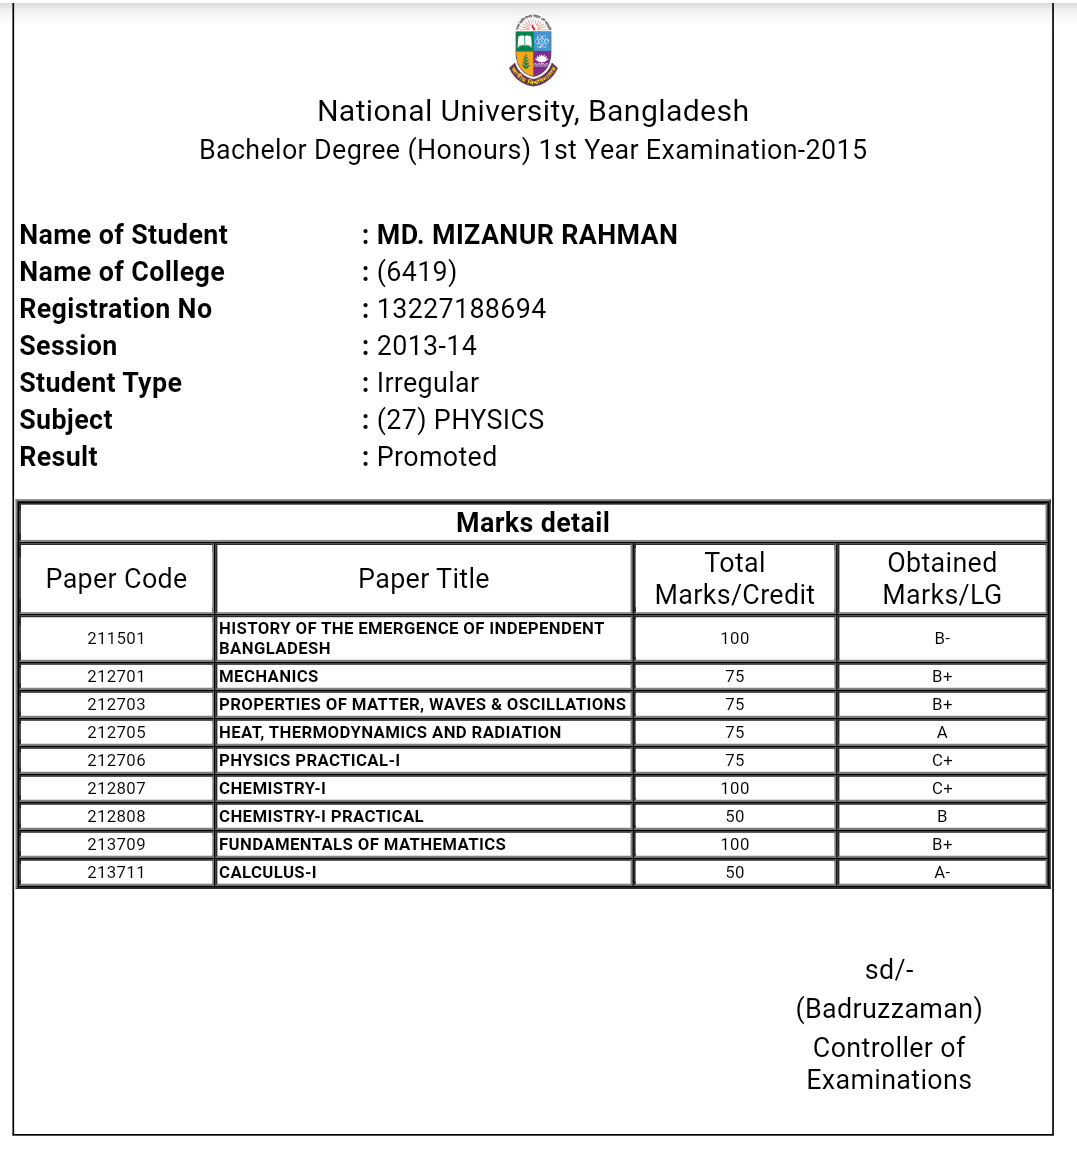 National University, Bangladesh
Bachelor Degree (Honours) 1st Year Examination-2015
Name of Student : MD. MIZANUR RAHMAN
Name of College : (6419)
Registration No : 13227188694
Session : 2013-14
Student Type : Irregular
Subject : (27) PHYSICS
Result : Promoted
Marks detail
Paper Code Paper Title Total Marks/Credit Obtained Marks/LG
211501 HISTORY OF THE EMERGENCE OF INDEPENDENT BANGLADESH 100 B-
212701 MECHANICS 75 B+
212703 PROPERTIES OF MATTER, WAVES & OSCILLATIONS 75 B+
212705 HEAT, THERMODYNAMICS AND RADIATION 75 A
212706 PHYSICS PRACTICAL-I 75 C+
212807 CHEMISTRY-I 100 C+
212808 CHEMISTRY-I PRACTICAL 50 B
213709 FUNDAMENTALS OF MATHEMATICS 100 B+
213711 CALCULUS-I 50 A-
sd/-
(Badruzzaman)
Controller of
Examinations